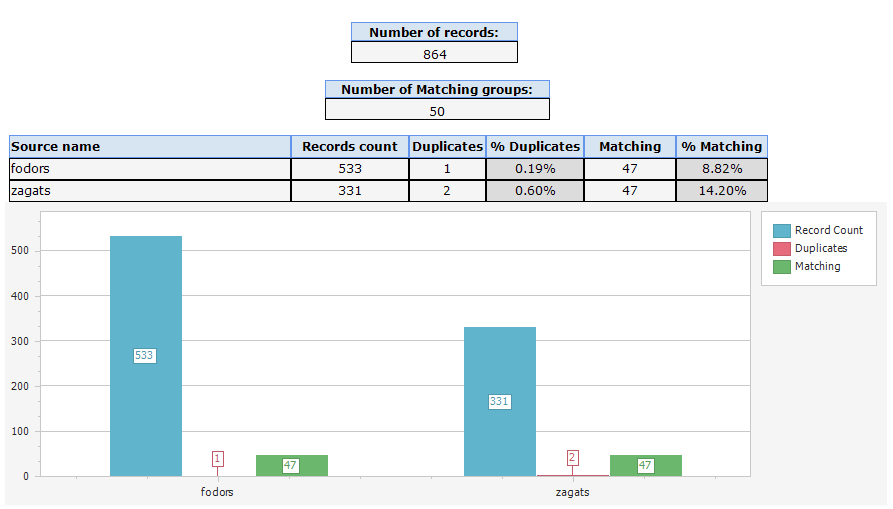 Number of records:
864
Number of Matching groups:
50
Source name Records count Duplicates % Duplicates Matching % Matching
fodors 533 1 0.19% 47 8.82%
zagats 331 2 0.60% 47 14.20%
500
400
300
200
100
0
533
1
47
331
2
47
fodors zagats
Record Count
Duplicates
Matching